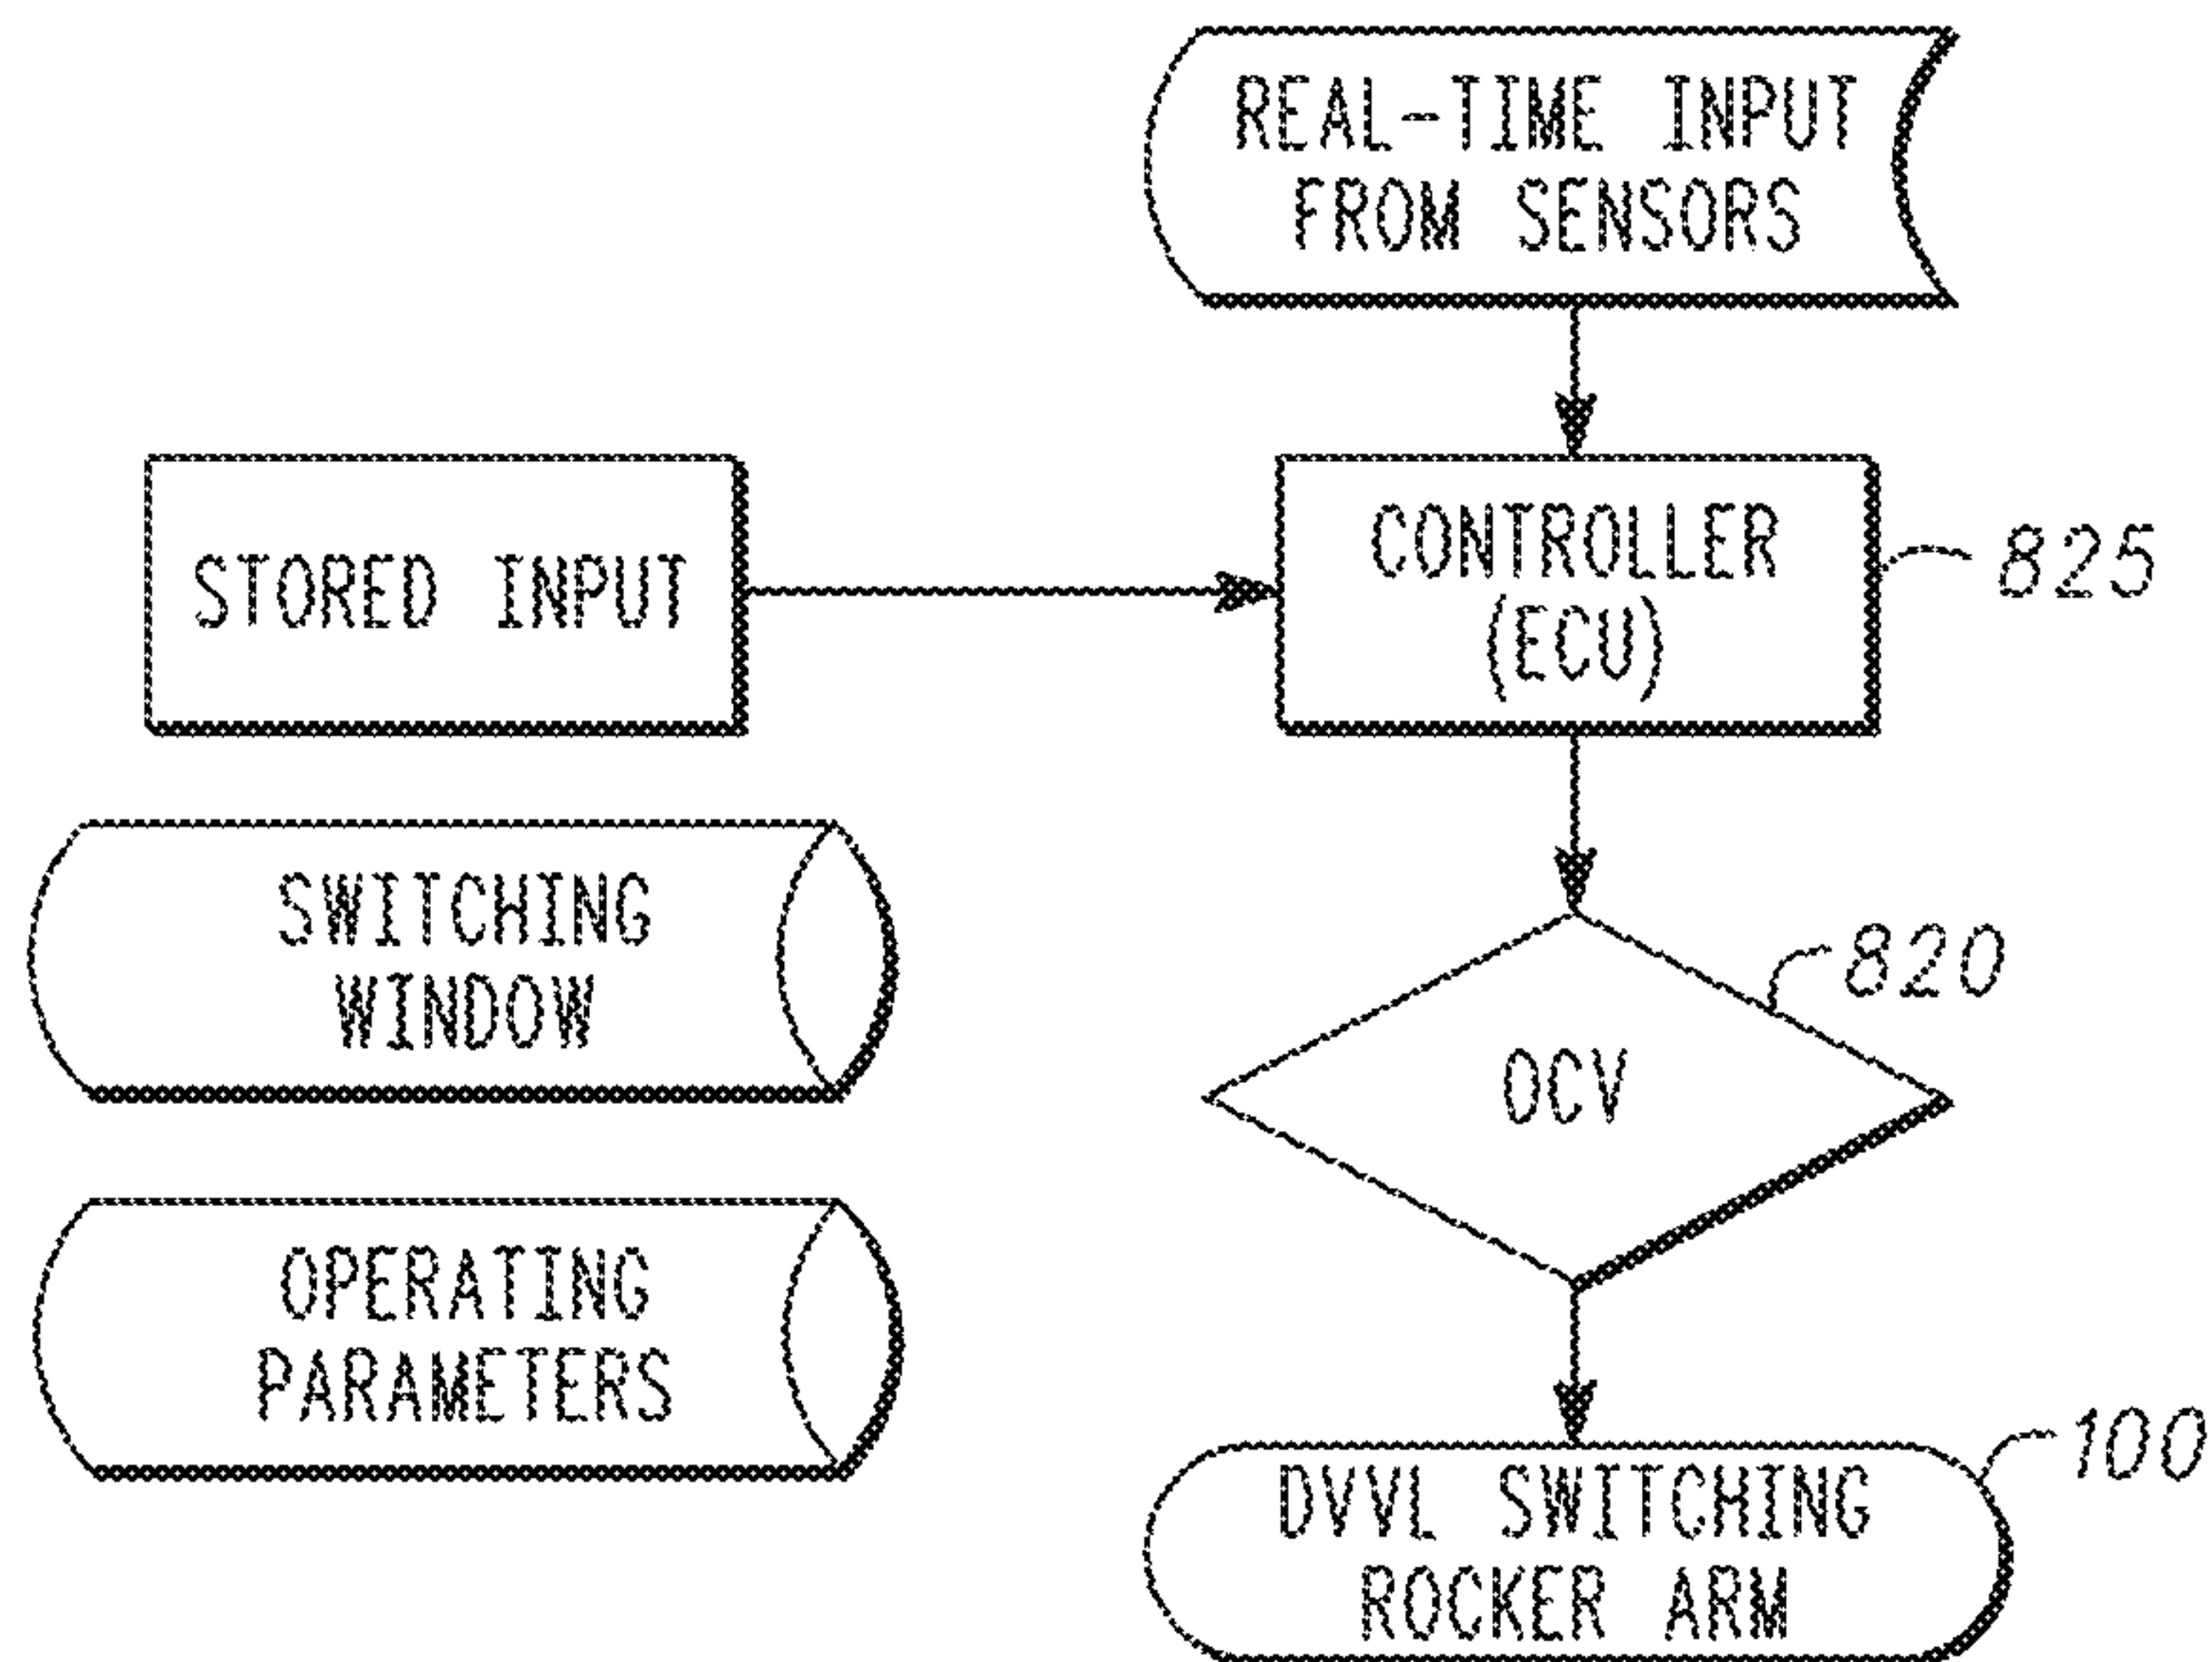 REAL-TIME INPUT
FROM SENSORS
STORED INPUT
CONTROLLER
(ECU)
825
SWITCHING
WINDOW
820
OCV
OPERATING
PARAMETERS
100
DVVL SWITCHING
ROCKER ARM